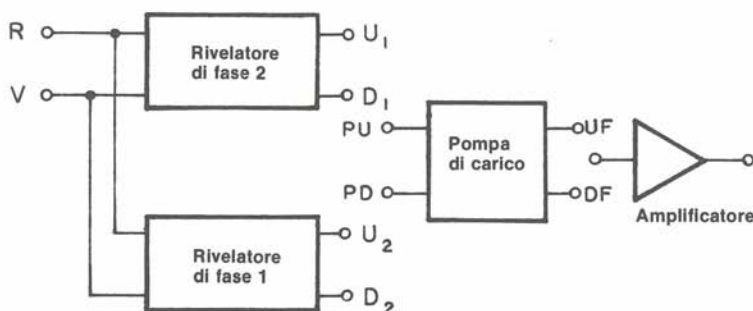 R
V
Rivelatore
di fase 2
U1
D1
PU
PD
Pompa
di carico
UF
DF
Amplificatore
Rivelatore
di fase 1
U2
D2